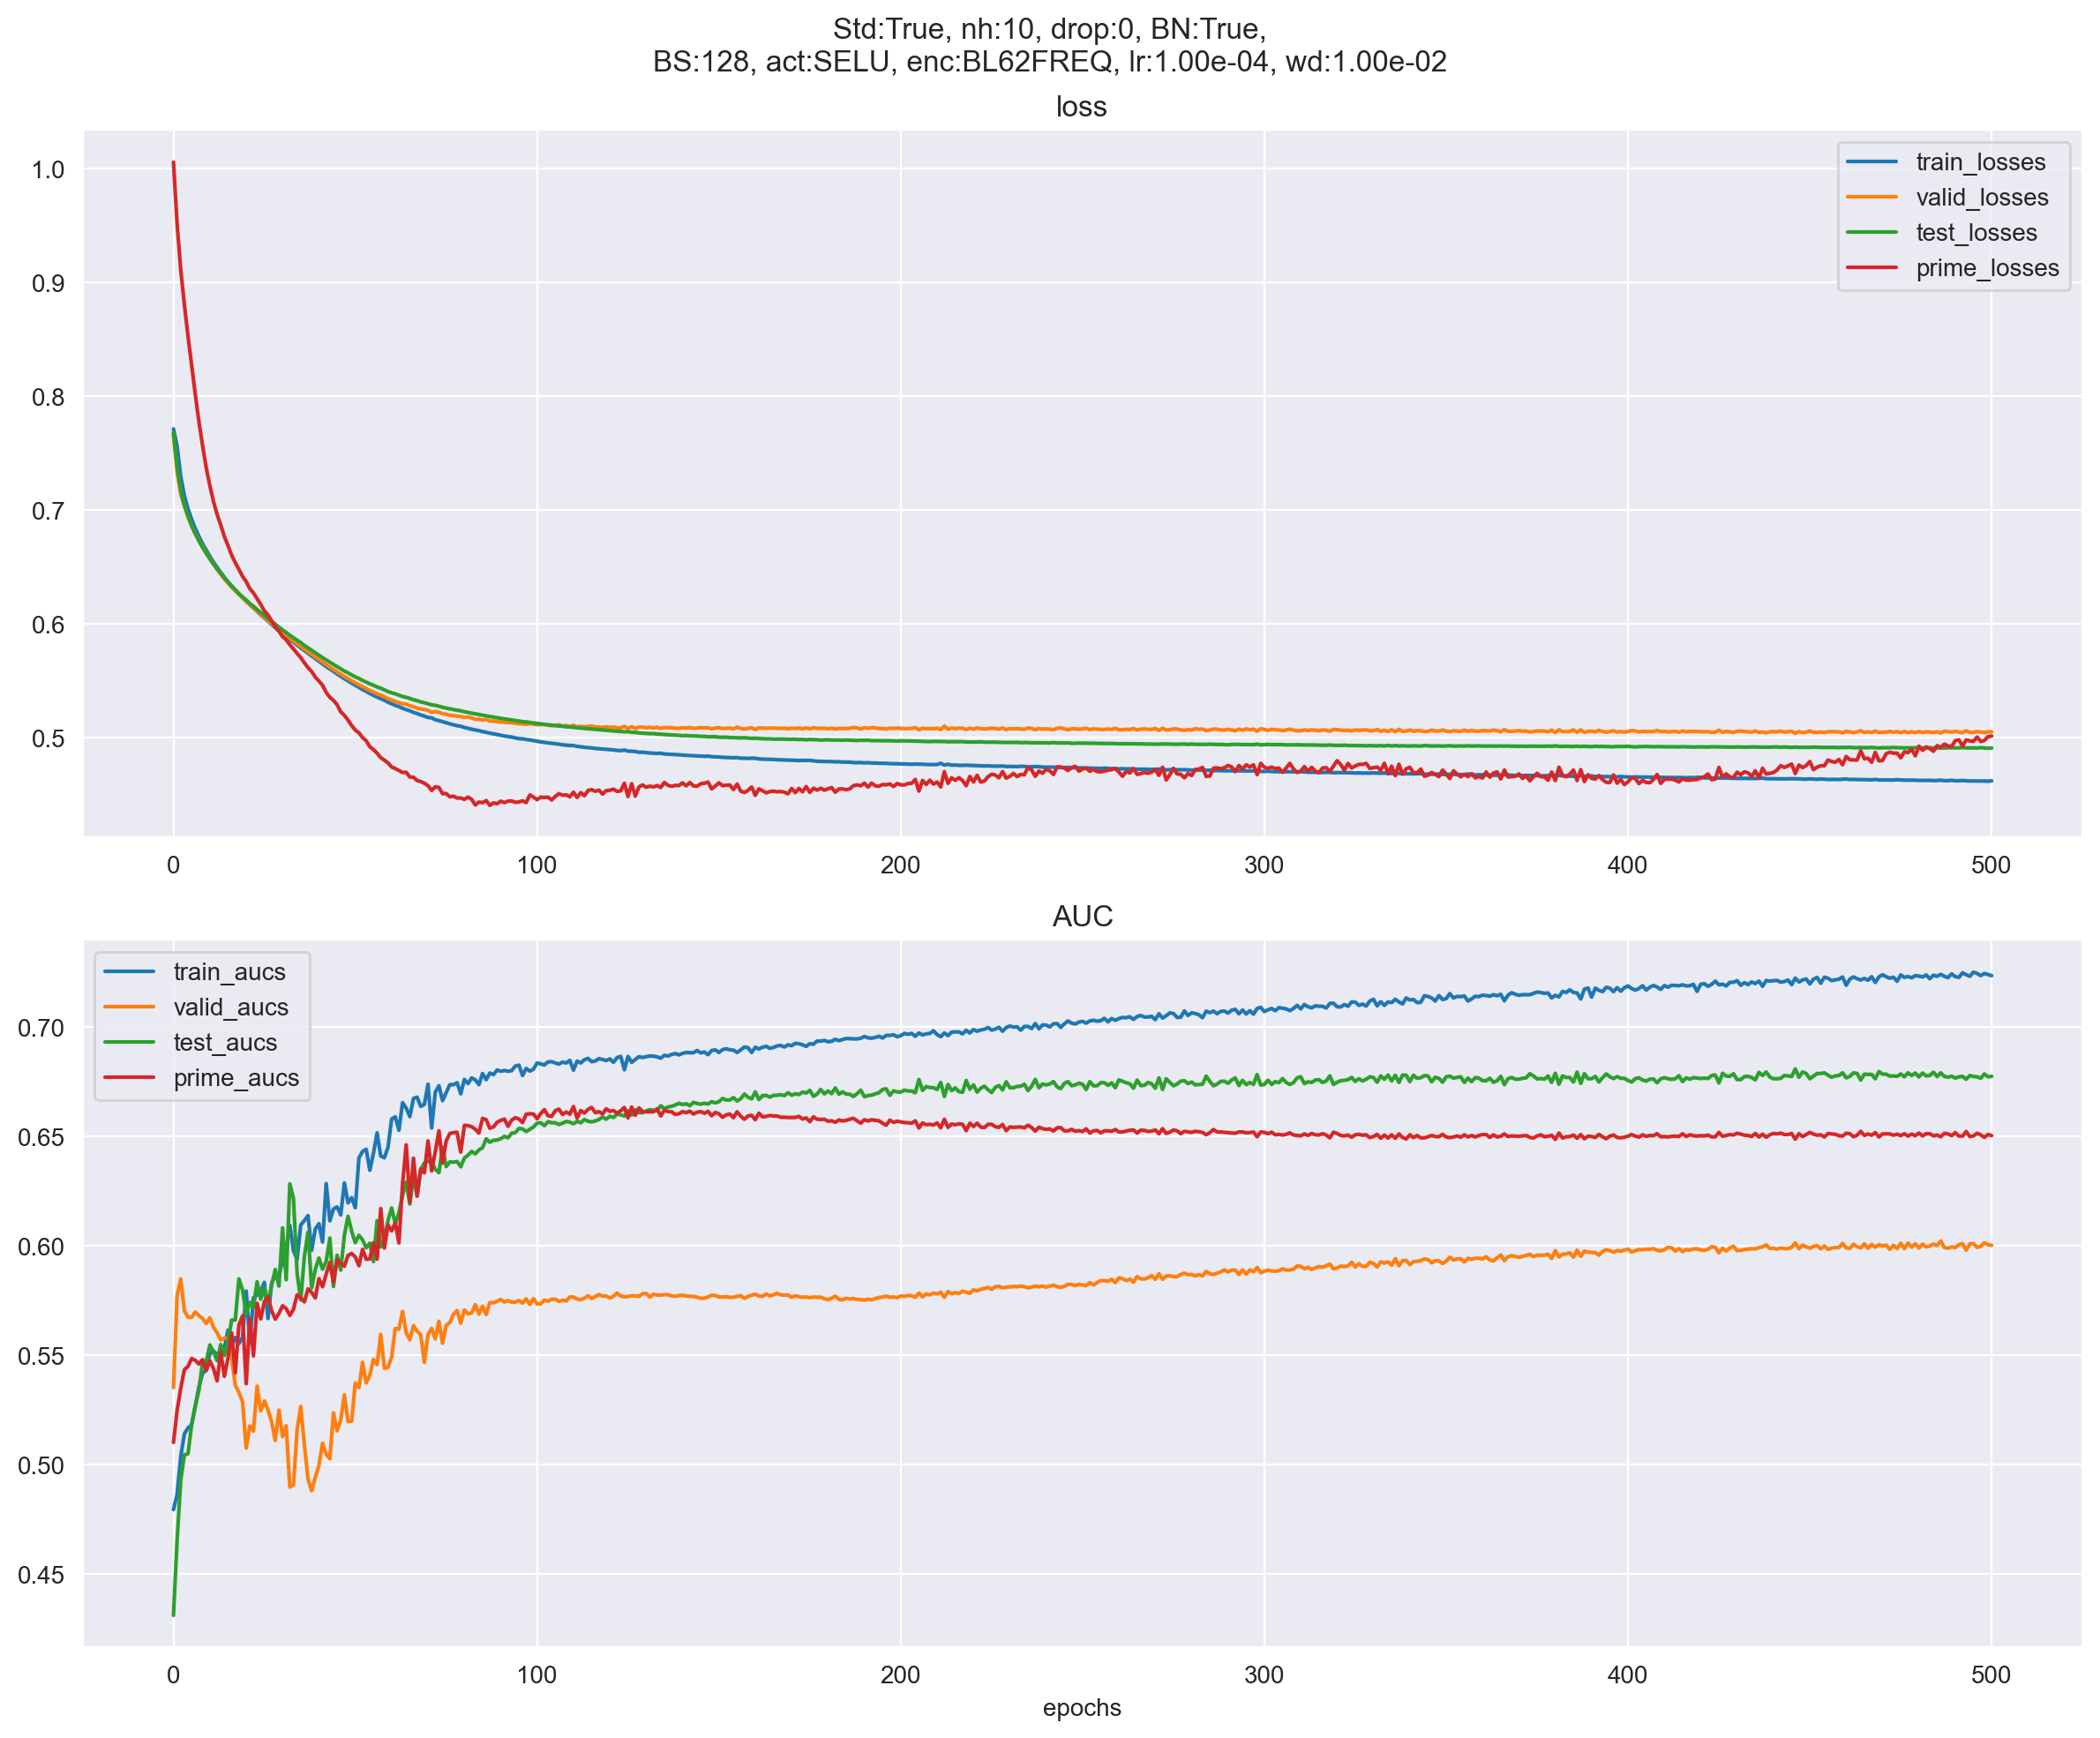 Std:True, nh:10, drop:0, BN:True,
BS:128, act:SELU, enc:BL62FREQ, lr:1.00e-04, wd:1.00e-02
loss
1.0
0.9
0.8
0.7
0.6
0.5
train_losses
valid_losses
test_losses
prime_losses
0 100 200 300 400 500
AUC
train_aucs
valid_aucs
test_aucs
prime_aucs
0.70
0.65
0.60
0.55
0.50
0.45
0 100 200 300 400 500
epochs